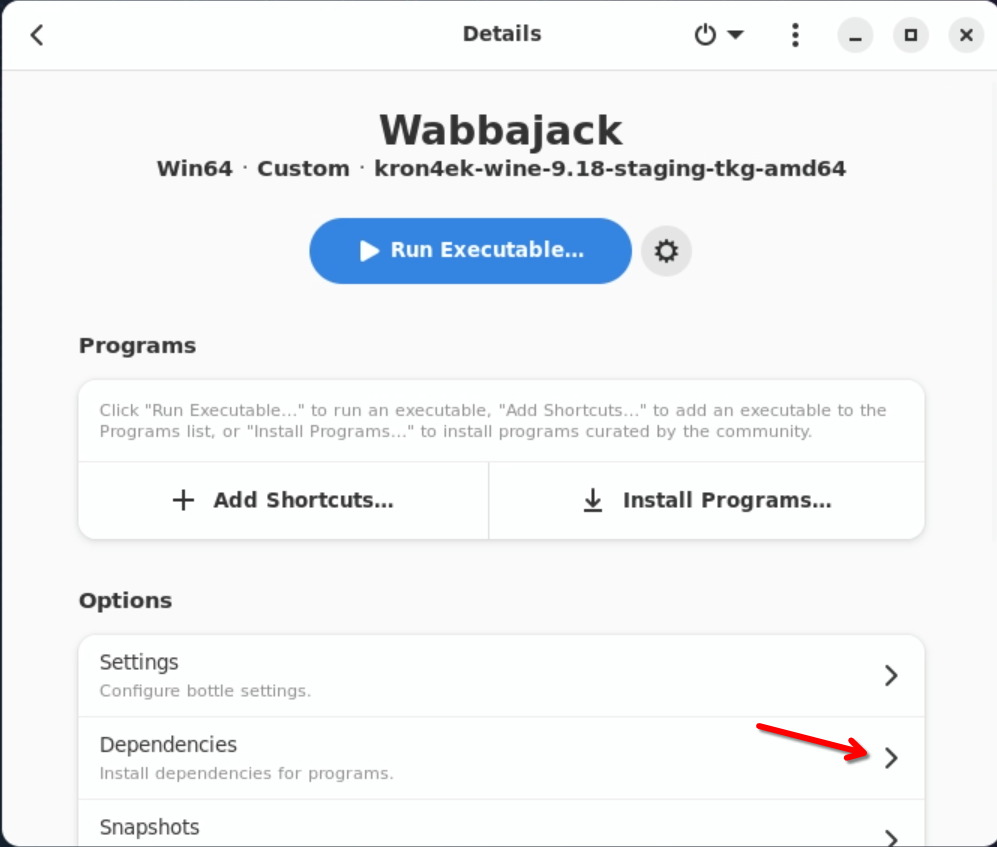 Details
Wabbajack
Win64 · Custom · kron4ek-wine-9.18-staging-tkg-amd64
Run Executable...
Programs
Click "Run Executable..." to run an executable, "Add Shortcuts..." to add an executable to the
Programs list, or "Install Programs..." to install programs curated by the community.
Add Shortcuts...
Install Programs...
Options
Settings
Configure bottle settings.
Dependencies
Install dependencies for programs.
Snapshots